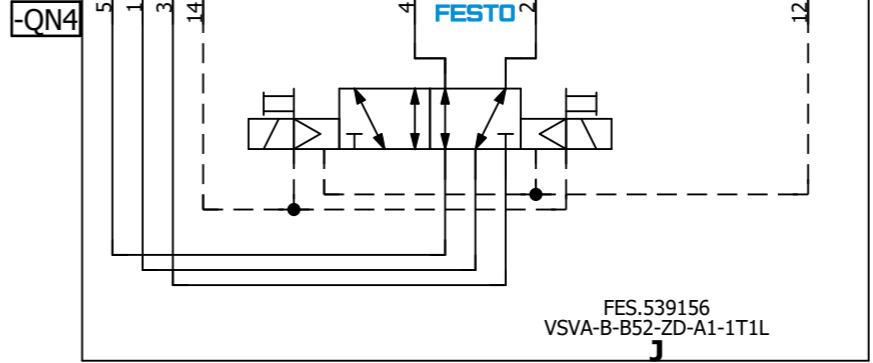 -QN4
5
1
3
14
4
FESTO
2
12
FES.539156
VSVA-B-B52-ZD-A1-1T1L
J